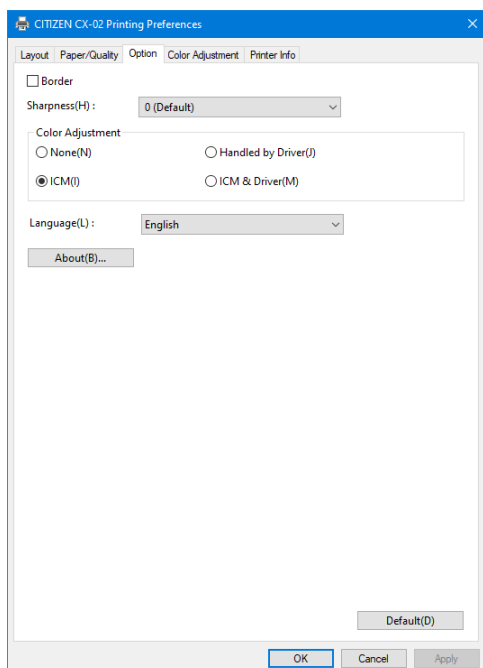 CITIZEN CX-02 Printing Preferences
Layout Paper/Quality Option Color Adjustment Printer Info
Border
Sharpness(H) : 0 (Default)
Color Adjustment
None(N) Handled by Driver(J)
ICM(I) ICM & Driver(M)
Language(L) : English
About(B)...
Default(D)
OK Cancel Apply